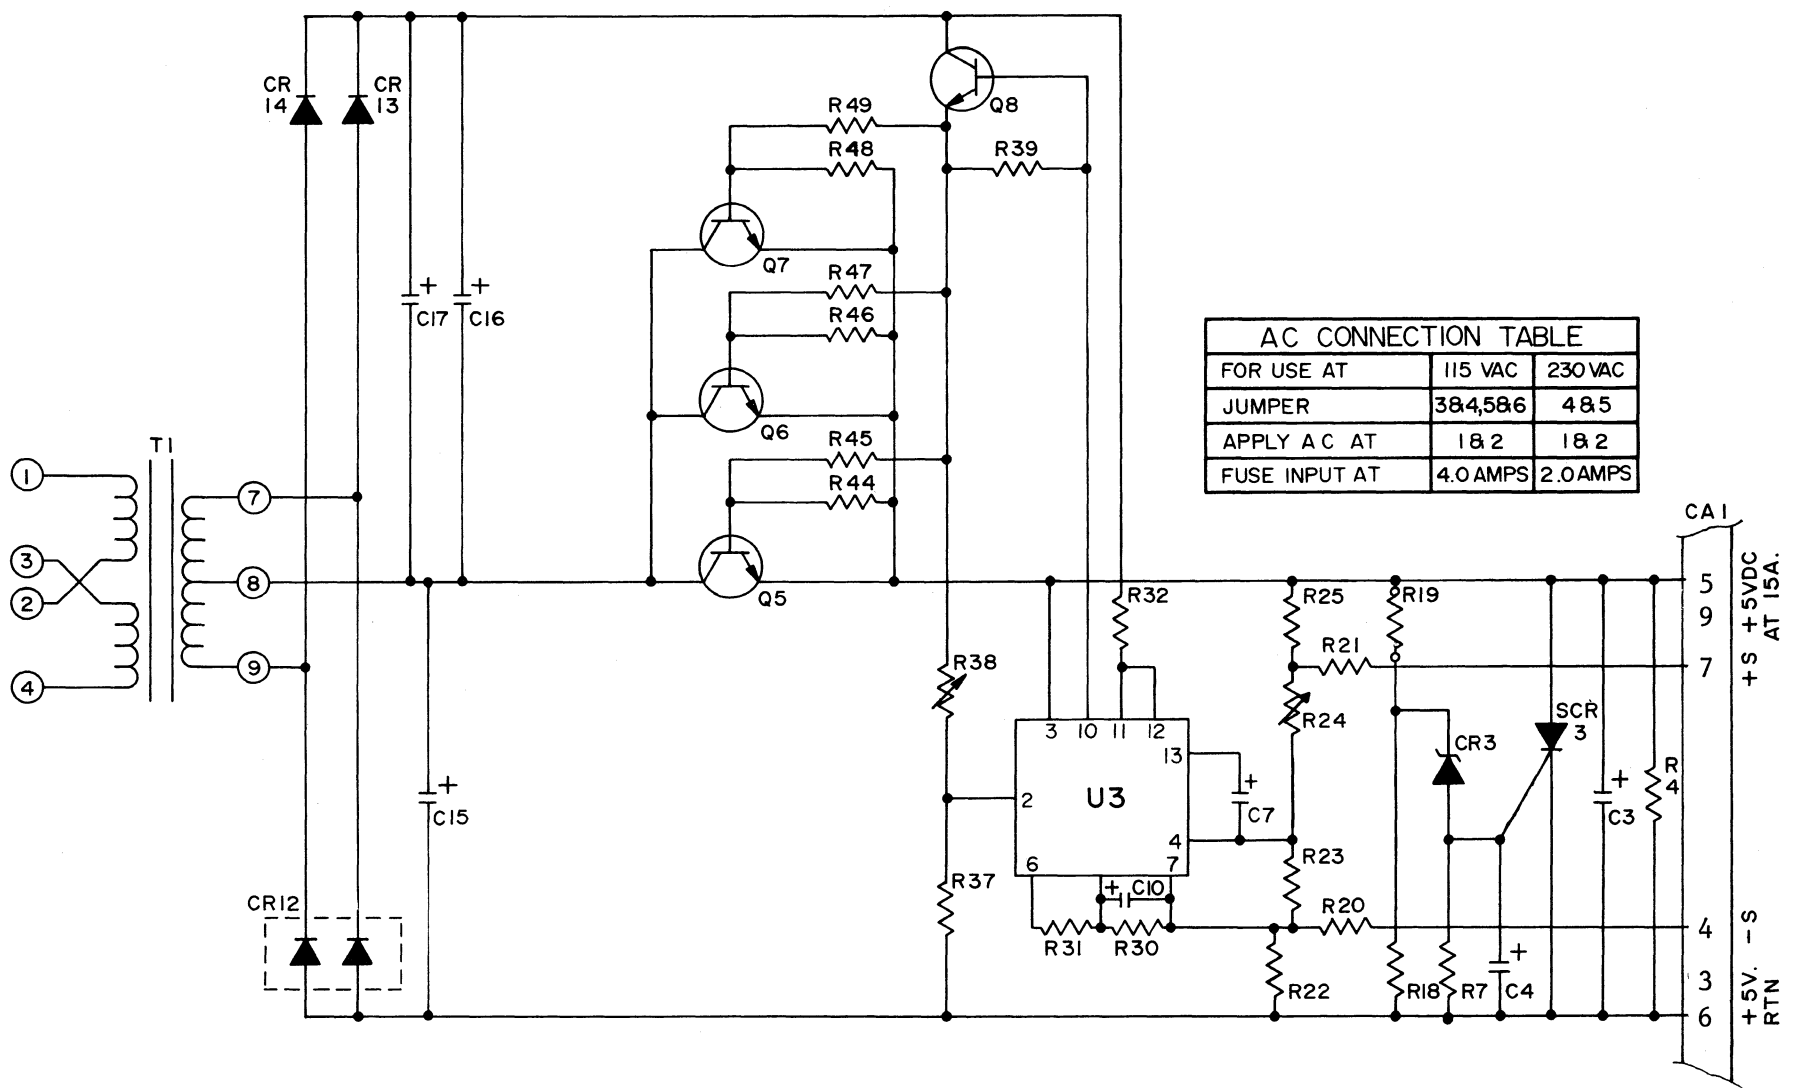 CR
14
CR
13
R49
Q8
R48
R39
Q7
R47
+
C17
+
C16
R46
AC CONNECTION TABLE
FOR USE AT 115 VAC 230 VAC
JUMPER 3&4,5&6 4&5
APPLY AC AT 1&2 1&2
FUSE INPUT AT 4.0 AMPS 2.0 AMPS
Q6
R45
T1
R44
1
7
CA1
3
8
2
Q5
R32
R25
R19
5
9
+5VDC
AT 15A.
R21
9
R38
7
+S
4
3 10 11 12
R24
SCR
3
13
CR3
R
4
+
C15
2
U3
+
C7
+
C3
4
6
7
R23
R37
+
C10
CR12
R20
R31
R30
4
-S
+
R22
R18
R7
C4
3
6
+5V.
RTN